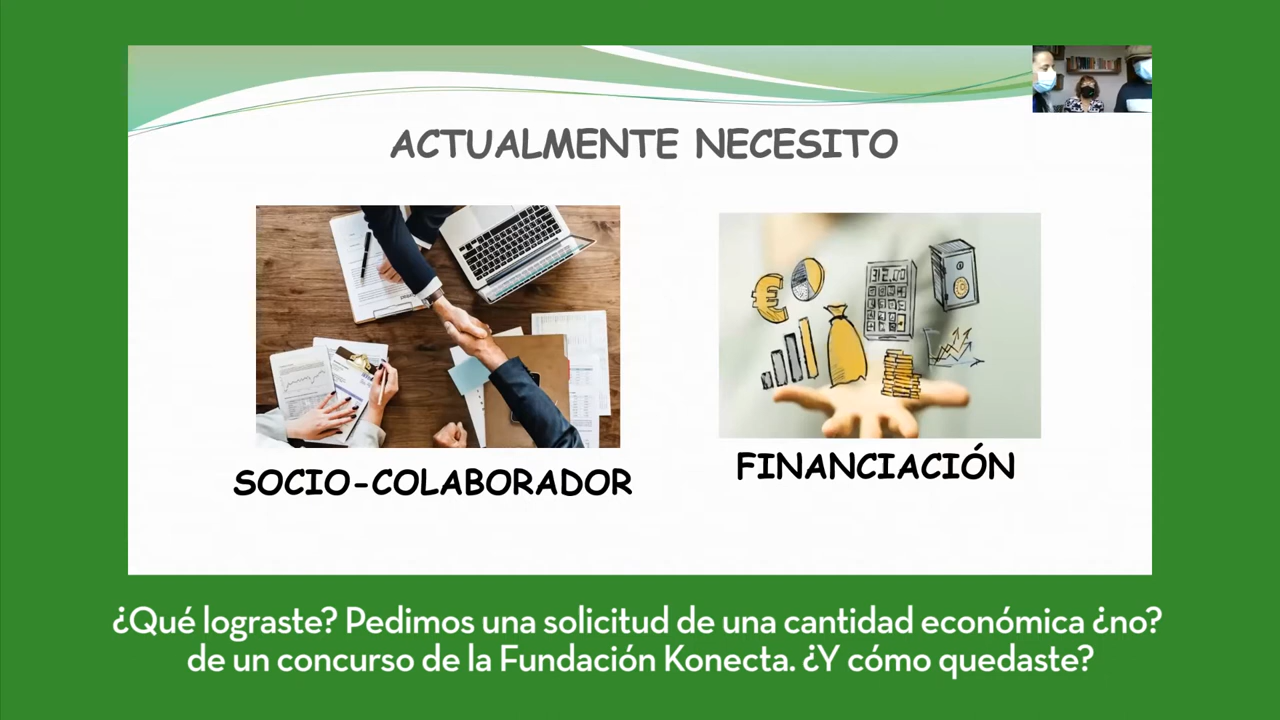 ACTUALMENTE NECESITO
SOCIO-COLABORADOR
FINANCIACIÓN
¿Qué lograste? Pedimos una solicitud de una cantidad económica ¿no?
de un concurso de la Fundación Konecta. ¿Y cómo quedaste?